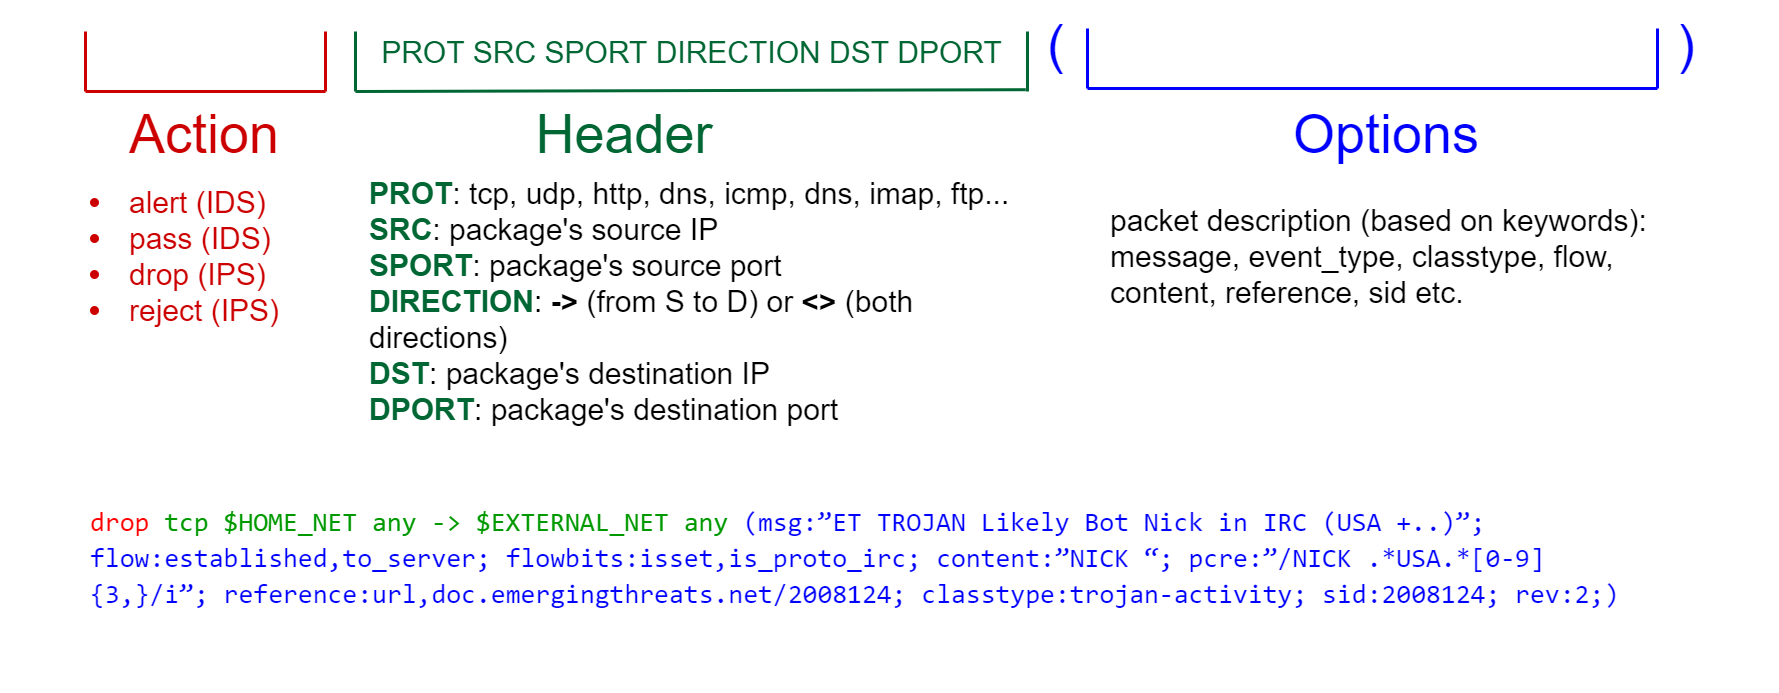 PROT SRC SPORT DIRECTION DST DPORT ( )
Action
Header
Options
• alert (IDS)
• pass (IDS)
• drop (IPS)
• reject (IPS)
PROT: tcp, udp, http, dns, icmp, dns, imap, ftp...
SRC: package's source IP
SPORT: package's source port
DIRECTION: -> (from S to D) or <> (both
directions)
DST: package's destination IP
DPORT: package's destination port
packet description (based on keywords):
message, event_type, classtype, flow,
content, reference, sid etc.
drop tcp $HOME_NET any -> $EXTERNAL_NET any (msg:”ET TROJAN Likely Bot Nick in IRC (USA +..)”;
flow:established,to_server; flowbits:isset,is_proto_irc; content:”NICK “; pcre:”/NICK .*USA.*[0-9]
{3,}/i”; reference:url,doc.emergingthreats.net/2008124; classtype:trojan-activity; sid:2008124; rev:2;)